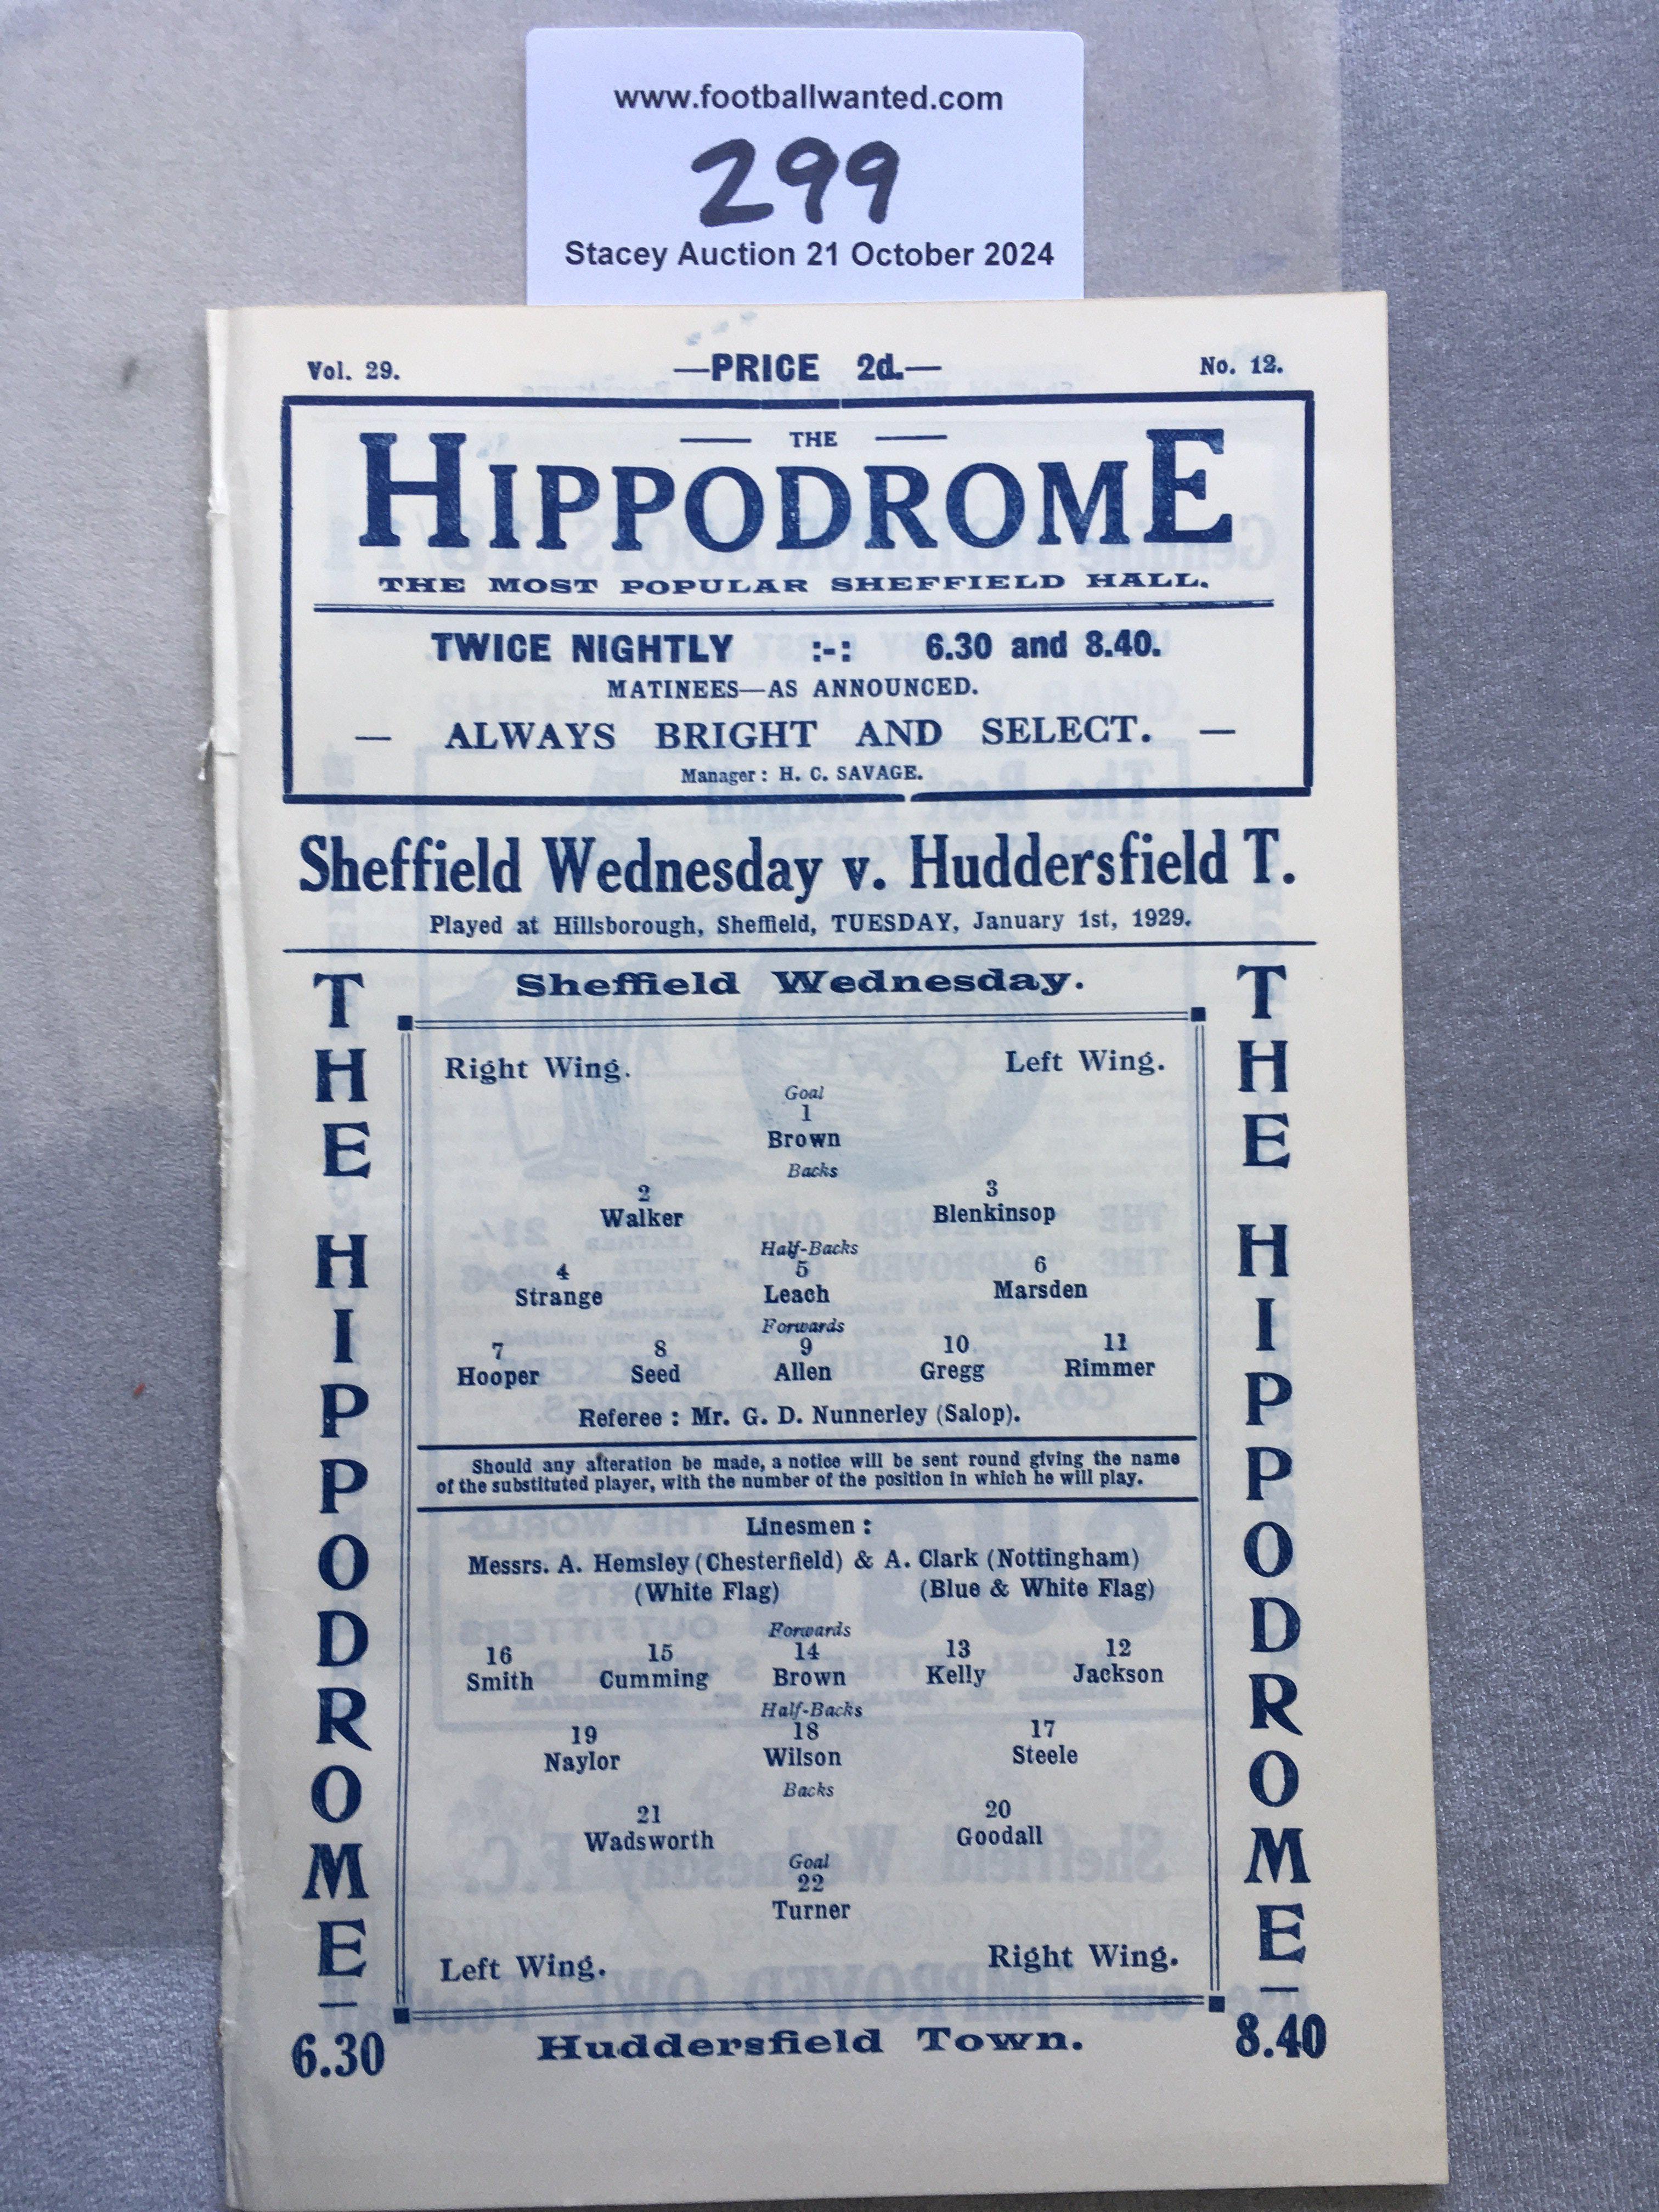 www.footballwanted.com
299
Stacey Auction 21 October 2024
Vol. 29. —PRICE 2d.— No. 12.
— THE —
HIPPODROME
THE MOST POPULAR SHEFFIELD HALL.
TWICE NIGHTLY :-: 6.30 and 8.40.
MATINEES—AS ANNOUNCED.
— ALWAYS BRIGHT AND SELECT. —
Manager: H. C. SAVAGE.
Sheffield Wednesday v. Huddersfield T.
Played at Hillsborough, Sheffield, TUESDAY, January 1st, 1929.
THE HIPPODROME—
6.30
Sheffield Wednesday.
Right Wing. Left Wing.
Goal
1
Brown
Backs
2 3
Walker Blenkinsop
Half-Backs
4 5 6
Strange Leach Marsden
Forwards
7 8 9 10 11
Hooper Seed Allen Gregg Rimmer
Referee : Mr. G. D. Nunnerley (Salop).
Should any alteration be made, a notice will be sent round giving the name
of the substituted player, with the number of the position in which he will play.
Linesmen :
Messrs. A. Hemsley (Chesterfield) & A. Clark (Nottingham)
(White Flag) (Blue & White Flag)
Forwards
16 15 14 13 12
Smith Cumming Brown Kelly Jackson
Half-Backs
19 18 17
Naylor Wilson Steele
Backs
21 20
Wadsworth Goodall
Goal
22
Turner
Left Wing. Right Wing.
Huddersfield Town.
THE HIPPODROME—
8.40